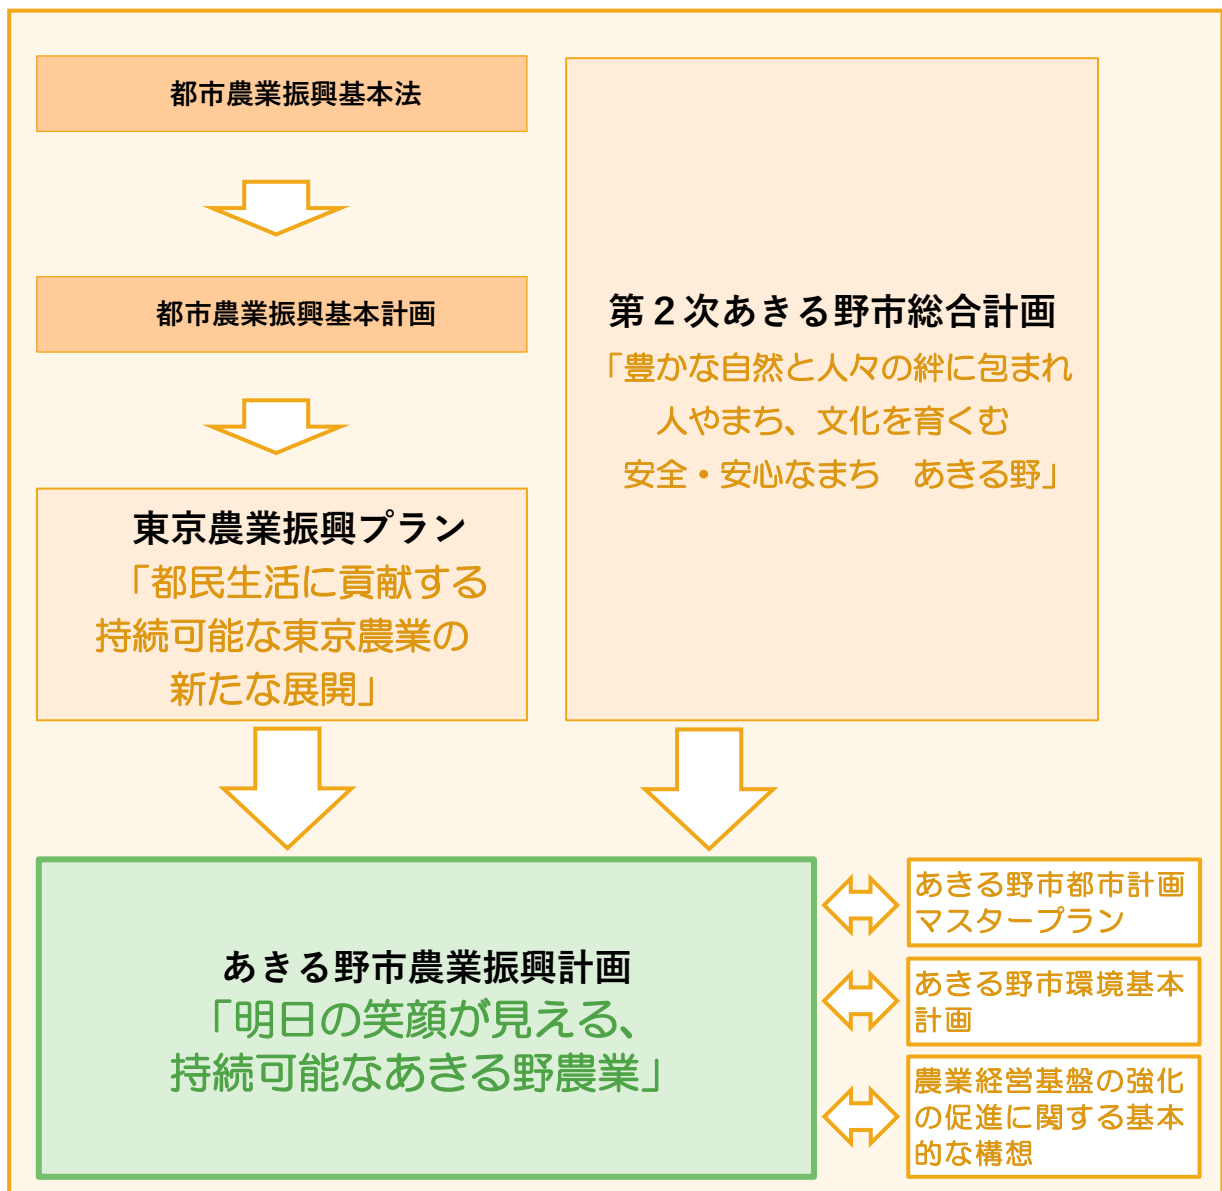 都市農業振興基本法
都市農業振興基本計画
東京農業振興プラン
「都民生活に貢献する
持続可能な東京農業の
新たな展開」
第２次あきる野市総合計画
「豊かな自然と人々の絆に包まれ
人やまち、文化を育くむ
安全・安心なまち　あきる野」
あきる野市農業振興計画
「明日の笑顔が見える、
持続可能なあきる野農業」
あきる野市都市計画
マスタープラン
あきる野市環境基本
計画
農業経営基盤の強化
の促進に関する基本
的な構想